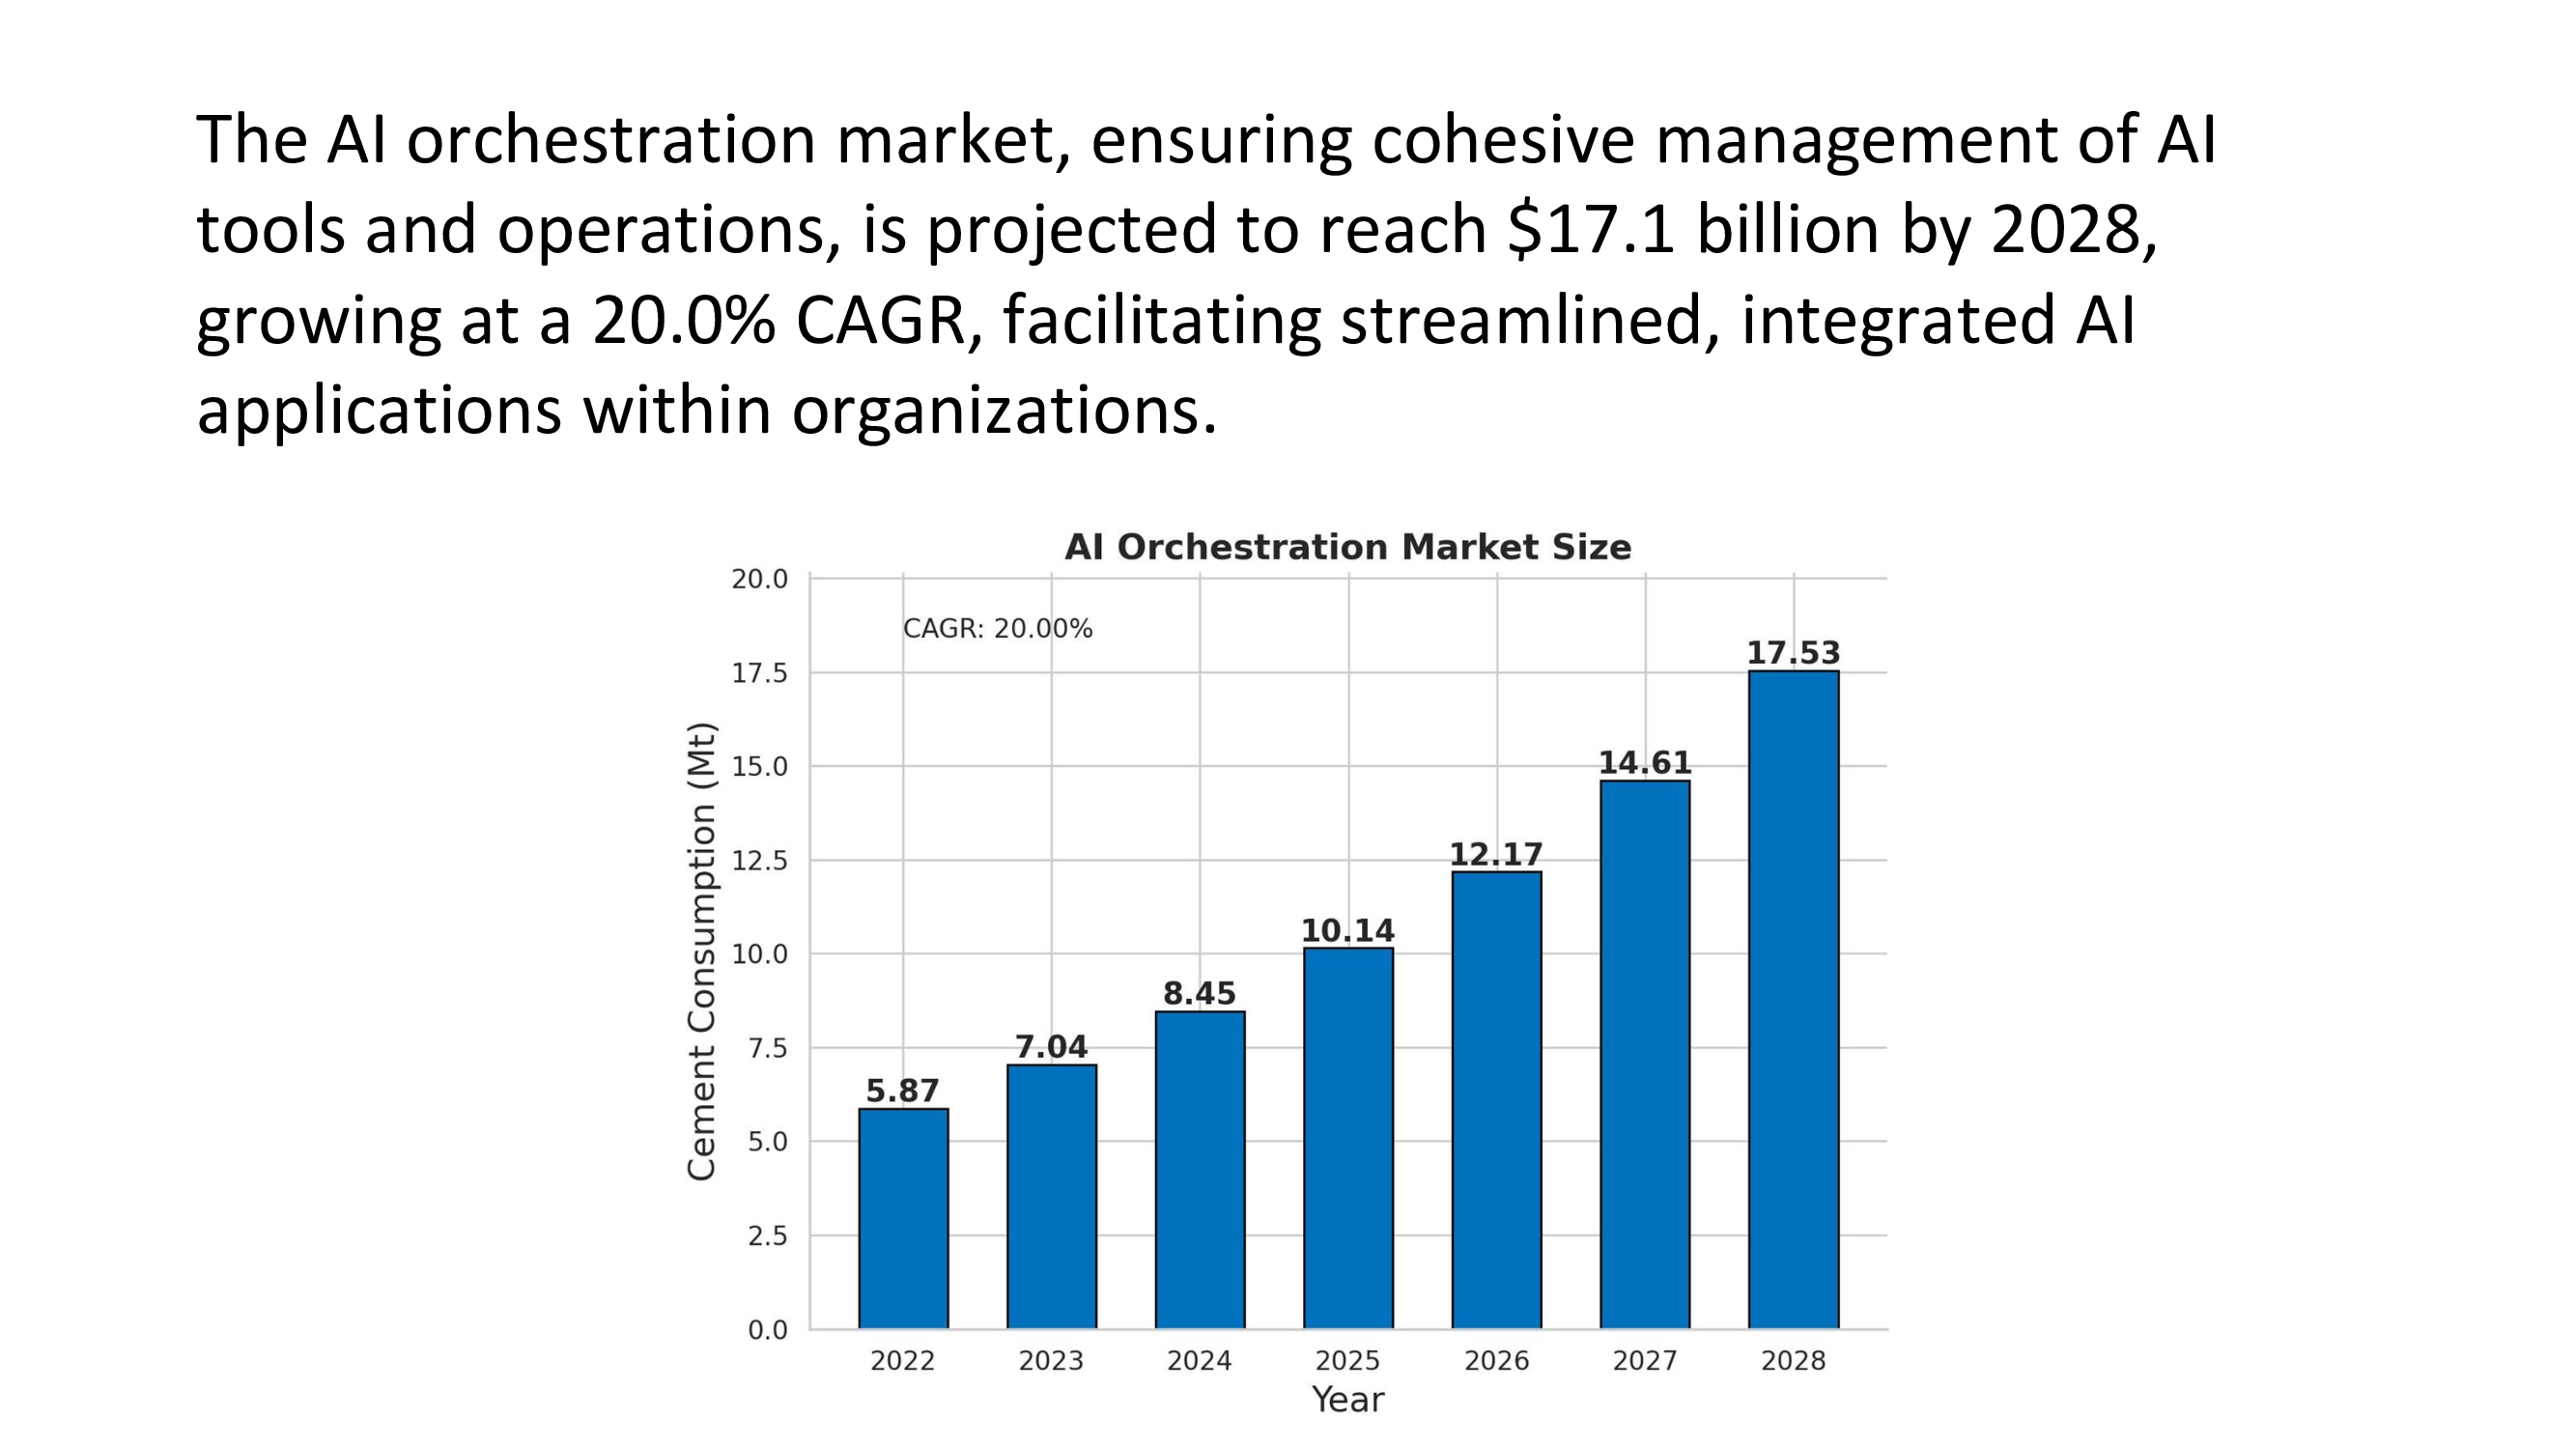 The AI orchestration market, ensuring cohesive management of AI
tools and operations, is projected to reach $17.1 billion by 2028,
growing at a 20.0% CAGR, facilitating streamlined, integrated AI
applications within organizations.
AI Orchestration Market Size
20.0
CAGR: 20.00%
17.5
15.0
12.5
10.0
7.5
5.0
2.5
0.0
Cement Consumption (Mt)
5.87
7.04
8.45
10.14
12.17
14.61
17.53
2022 2023 2024 2025 2026 2027 2028
Year